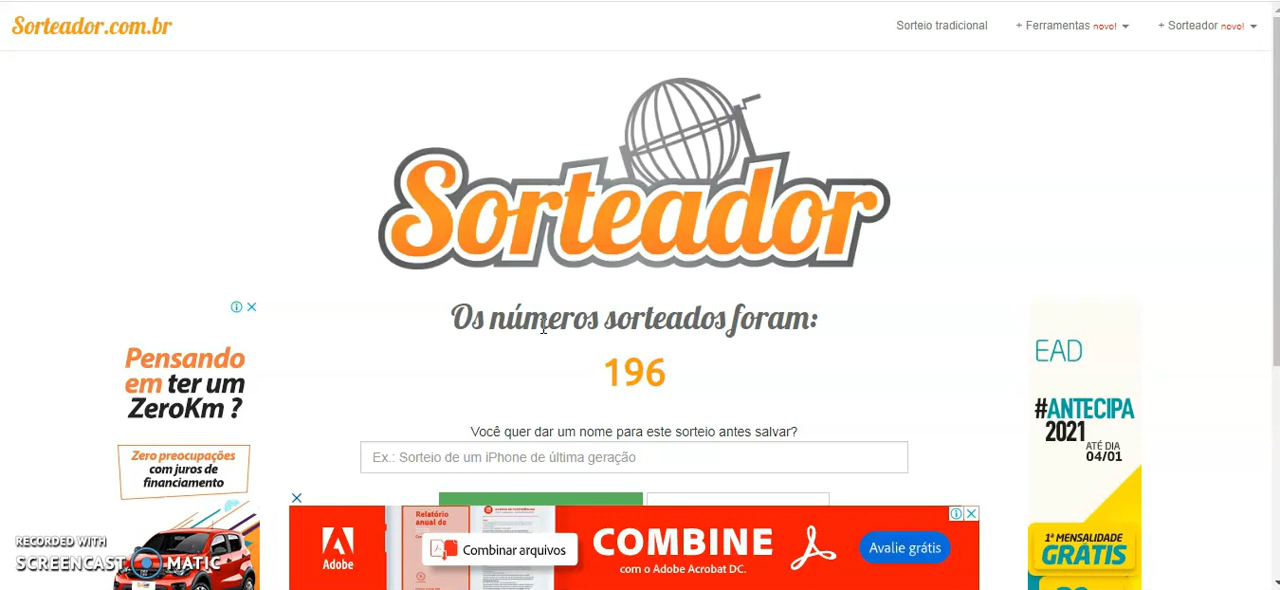 Sorteador.com.br
Sorteio tradicional
+ Ferramentas novo!
+ Sorteador novo!
Sorteador
Os números sorteados foram:
196
Você quer dar um nome para este sorteio antes salvar?
Ex.: Sorteio de um iPhone de última geração
Pensando
em ter um
ZeroKm ?
Zero preocupações
com juros de
financiamento
RECORDED WITH
SCREENCAST MATIC
Adobe
Relatório
anual de
Combinar arquivos
COMBINE
com o Adobe Acrobat DC.
Avalie grátis
EAD
#ANTECIPA
2021
ATÉ DIA
04/01
1ª MENSALIDADE
GRÁTIS